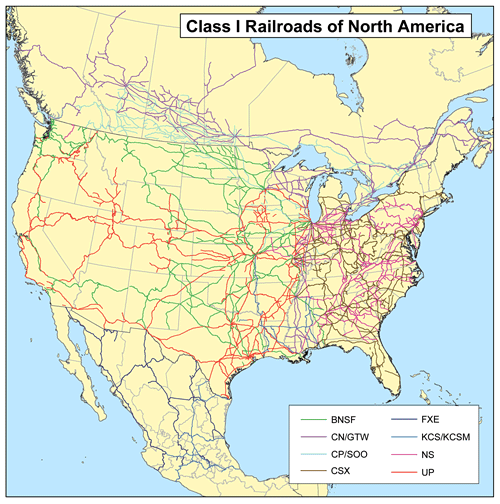 Class I Railroads of North America
BNSF
CN/GTW
CP/SOO
CSX
FXE
KCS/KCSM
NS
UP